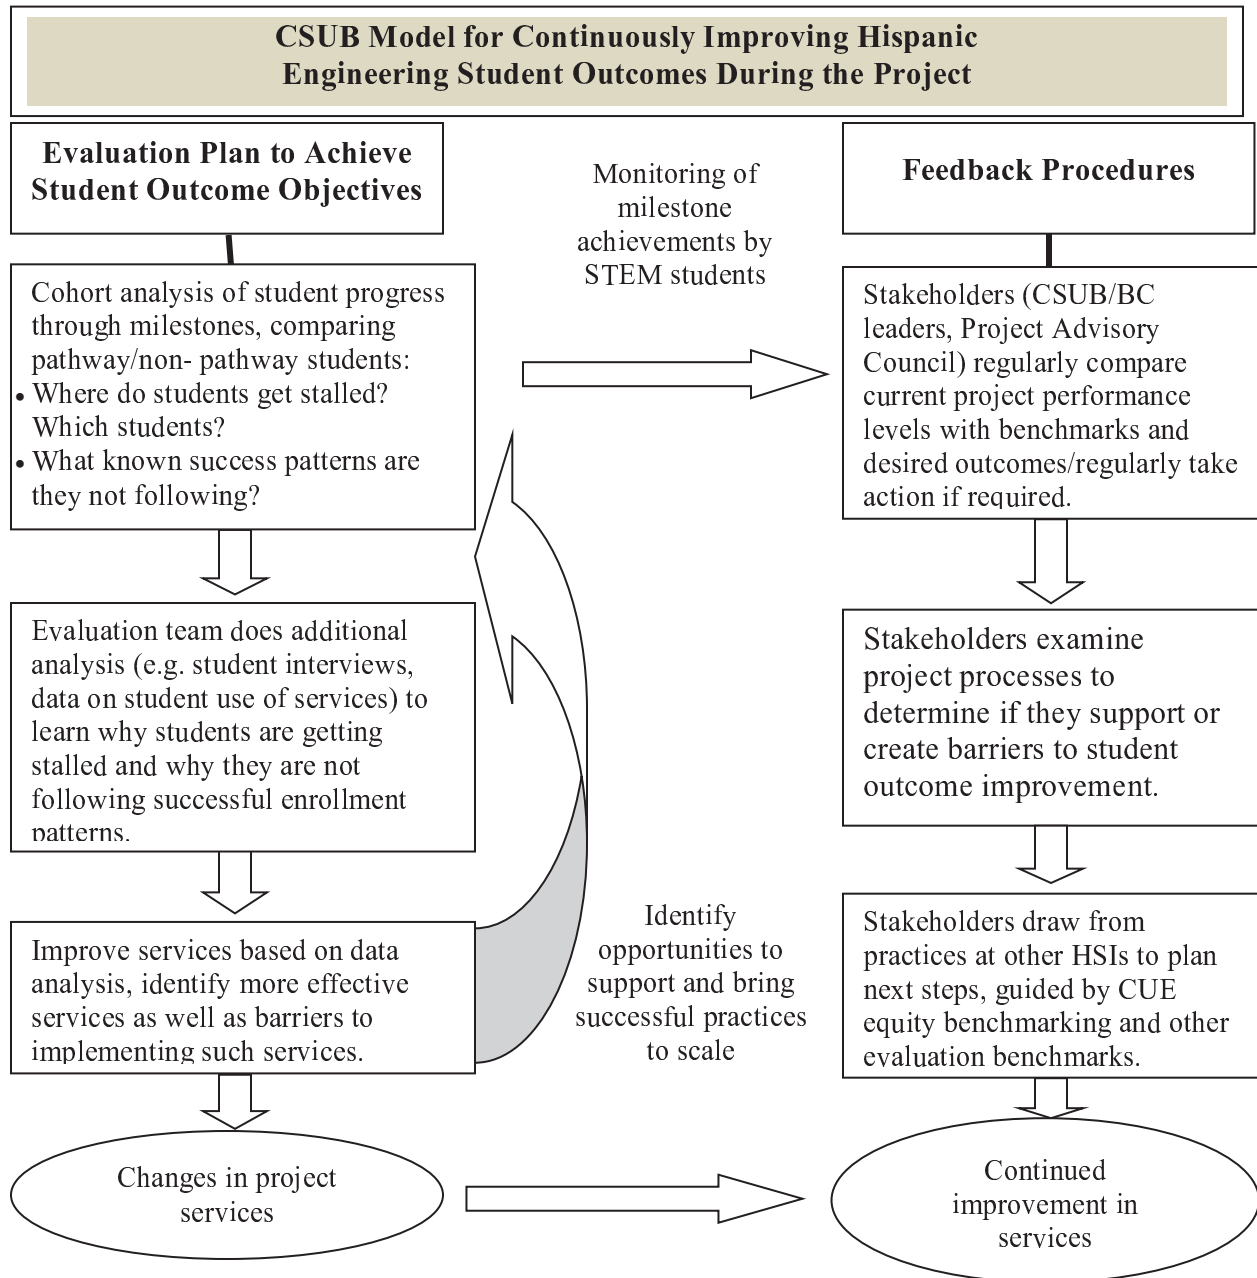 CSUB Model for Continuously Improving Hispanic
Engineering Student Outcomes During the Project
Evaluation Plan to Achieve
Student Outcome Objectives
Cohort analysis of student progress
through milestones, comparing
pathway/non- pathway students:
• Where do students get stalled?
Which students?
• What known success patterns are
they not following?
Evaluation team does additional
analysis (e.g. student interviews,
data on student use of services) to
learn why students are getting
stalled and why they are not
following successful enrollment
patterns.
Improve services based on data
analysis, identify more effective
services as well as barriers to
implementing such services.
Changes in project
services
Monitoring of
milestone
achievements by
STEM students
Identify
opportunities to
support and bring
successful practices
to scale
Feedback Procedures
Stakeholders (CSUB/BC
leaders, Project Advisory
Council) regularly compare
current project performance
levels with benchmarks and
desired outcomes/regularly take
action if required.
Stakeholders examine
project processes to
determine if they support or
create barriers to student
outcome improvement.
Stakeholders draw from
practices at other HSIs to plan
next steps, guided by CUE
equity benchmarking and other
evaluation benchmarks.
Continued
improvement in
services